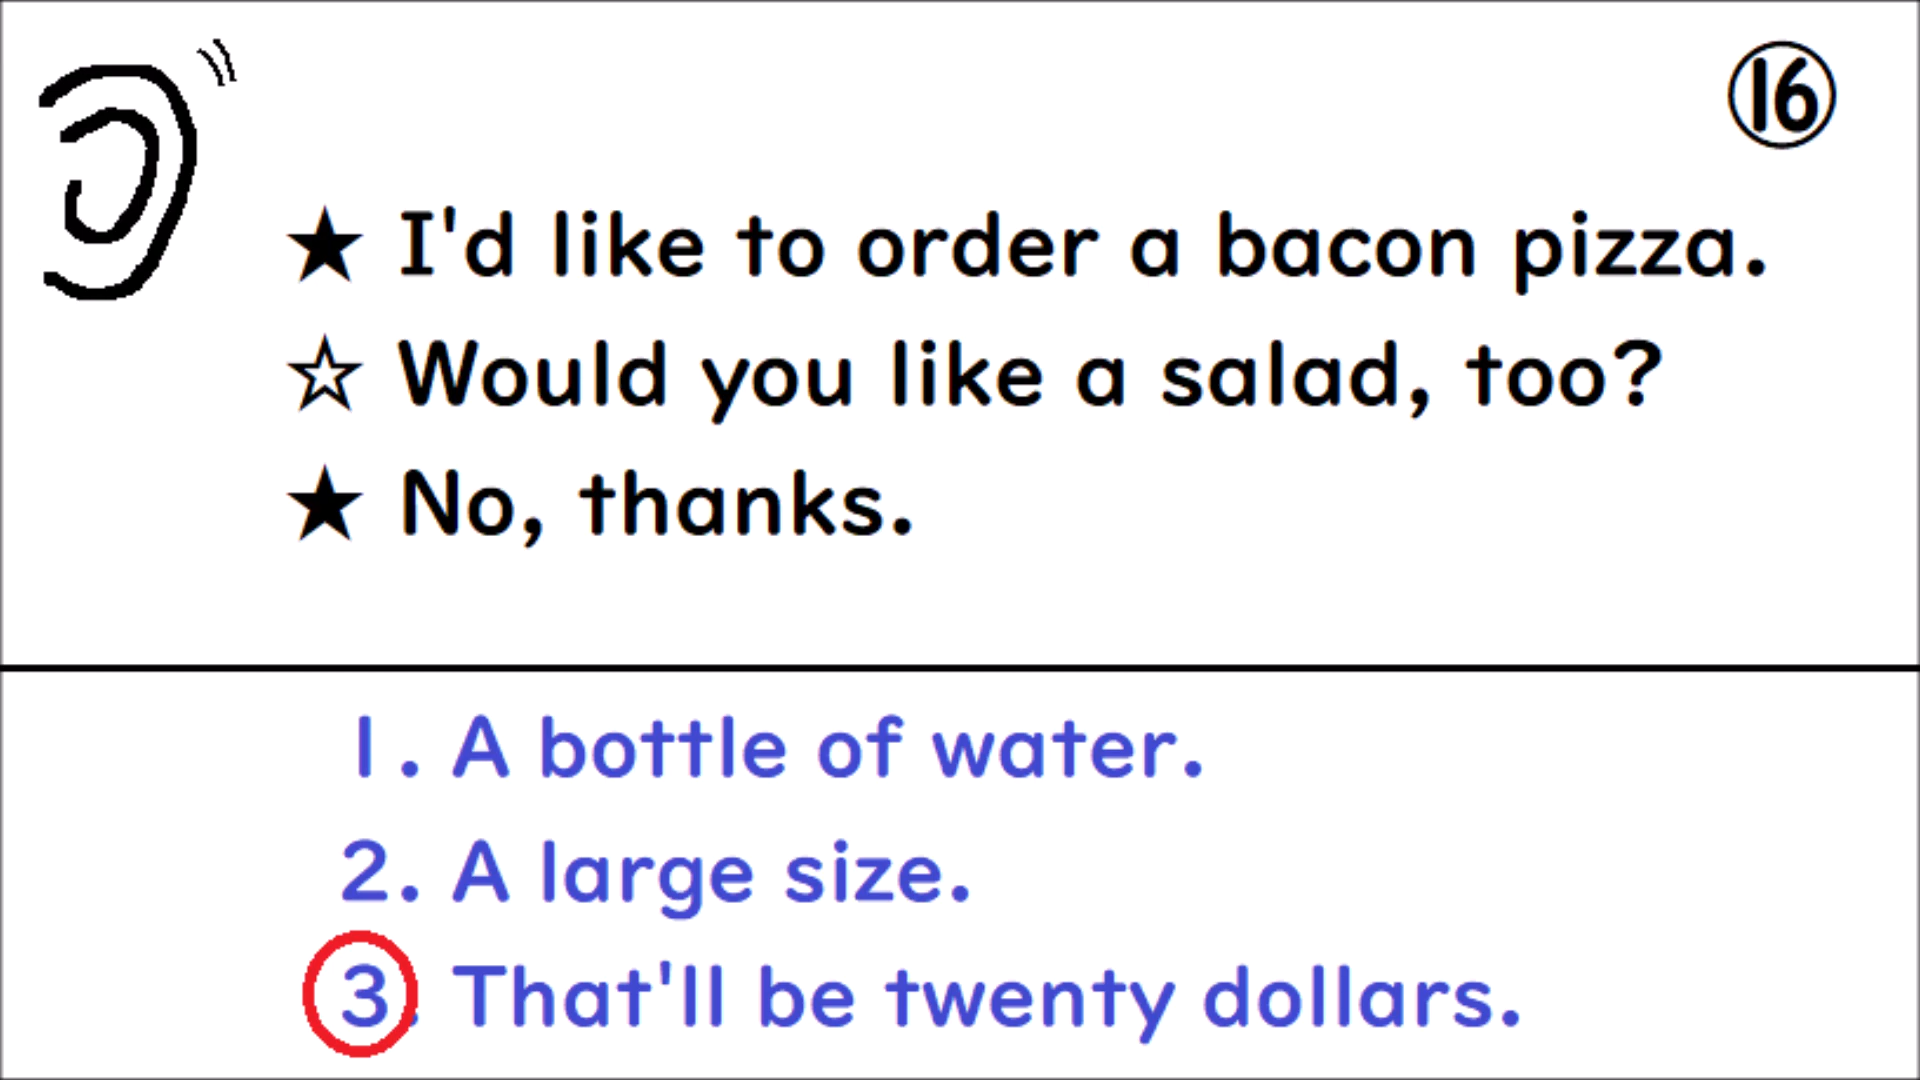 ⑯
★ I'd like to order a bacon pizza.
☆ Would you like a salad, too?
★ No, thanks.
1. A bottle of water.
2. A large size.
3. That'll be twenty dollars.